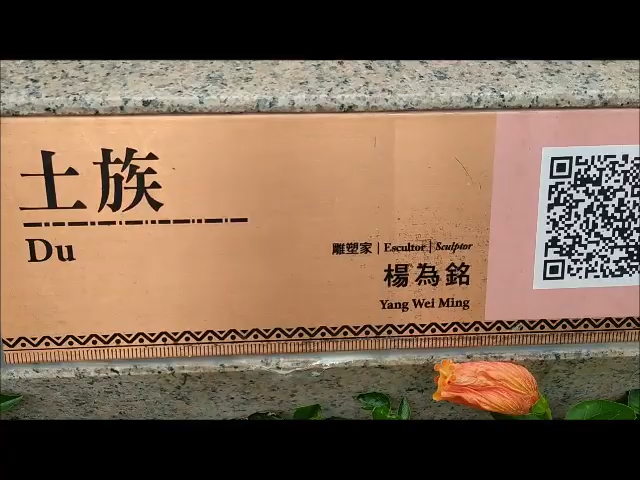 土族
Du
雕塑家 | Escultor | Sculptor
楊為銘
Yang Wei Ming